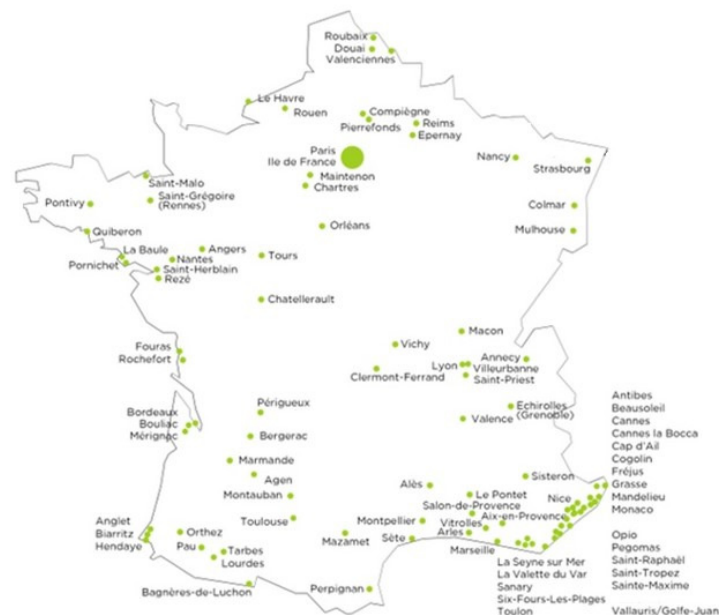 Roubaix
Douai
Valenciennes
Le Havre
Rouen
Compiègne
Pierrefonds
Reims
Epernay
Paris
Ile de France
Nancy
Strasbourg
Maintenon
Chartres
Saint-Malo
Saint-Grégoire
(Rennes)
Pontivy
Colmar
Orléans
Mulhouse
Quiberon
La Baule
Angers
Nantes
Tours
Pornichet
Saint-Herblain
Rezé
Chatellerault
Macon
Vichy
Fouras
Rochefort
Annecy
Lyon
Villeurbanne
Clermont-Ferrand
Saint-Priest
Périgueux
Echirolles
(Grenoble)
Valence
Bordeaux
Bouliac
Mérignac
Bergerac
Marmande
Agen
Sisteron
Alès
Montauban
Le Pontet
Nice
Salon-de-Provence
Aix-en-Provence
Toulouse
Montpellier
Vitrolles
Arles
Anglet
Biarritz
Hendaye
Orthez
Mazamet
Sète
Marseille
Pau
Tarbes
Lourdes
Bagnères-de-Luchon
Perpignan
La Seyne sur Mer
La Valette du Var
Sanary
Six-Fours-Les-Plages
Toulon
Antibes
Beausoleil
Cannes
Cannes la Bocca
Cap d'Ail
Cogolin
Fréjus
Grasse
Mandelieu
Monaco
Opio
Pegomas
Saint-Raphaël
Saint-Tropez
Sainte-Maxime
Vallauris/Golfe-Juan